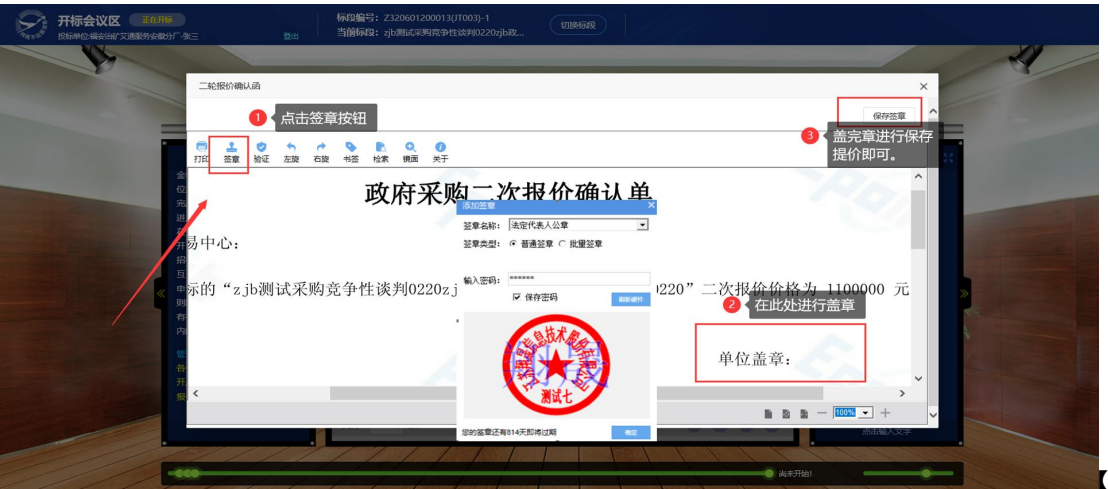 开标会议区 正在开标
标段编号：Z320601200013(JT003)-1
当前标段：zjb测试采购竞争性谈判0220zjb政...
切换标段
登出
二轮报价确认函
×
1 点击签章按钮
保存签章
3 盖完章进行保存
提价即可。
打印 签章 验证 左旋 右旋 书签 检索 镜面 关于
政府采购二次报价确认单
添加签章 ×
签章名称：法定代表人公章
签章类型：普通签章 批量签章
易中心：
输入密码：******
标的“zjb测试采购竞争性谈判0220zj
0220”二次报价价格为 1100000 元
保存密码
刷新硬件
2 在此处进行盖章
单位盖章：
测试七
100%
您的签章还有814天即将过期
确定
点击输入文字
尚未开始!